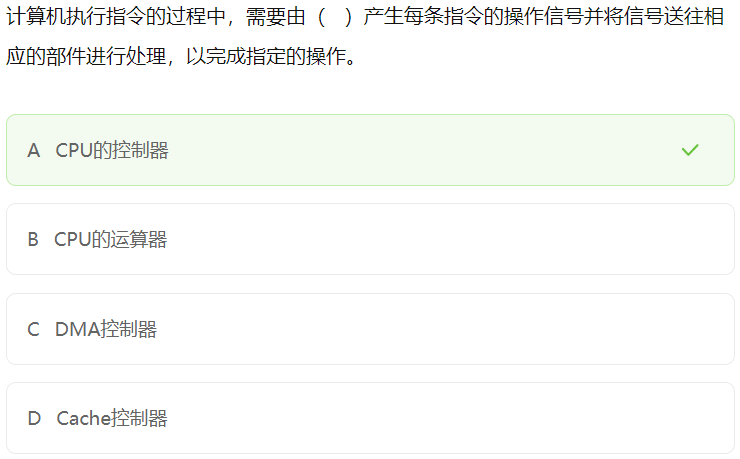 计算机执行指令的过程中，需要由（　）产生每条指令的操作信号并将信号送往相
应的部件进行处理，以完成指定的操作。
A CPU的控制器
B CPU的运算器
C DMA控制器
D Cache控制器